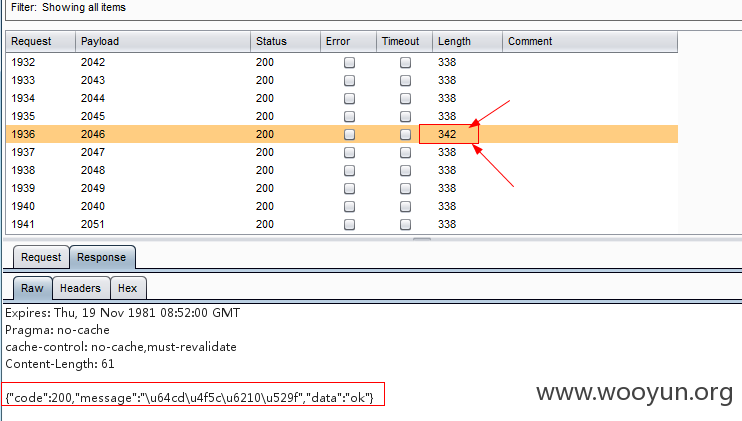 Filter: Showing all items
Request Payload Status Error Timeout Length Comment
1932 2042 200 338
1933 2043 200 338
1934 2044 200 338
1935 2045 200 338
1936 2046 200 342
1937 2047 200 338
1938 2048 200 338
1939 2049 200 338
1940 2040 200 338
1941 2051 200 338
Request Response
Raw Headers Hex
Expires: Thu, 19 Nov 1981 08:52:00 GMT
Pragma: no-cache
cache-control: no-cache,must-revalidate
Content-Length: 61
{"code":200,"message":"\u64cd\u4f5c\u6210\u529f","data":"ok"}
www.wooyun.org